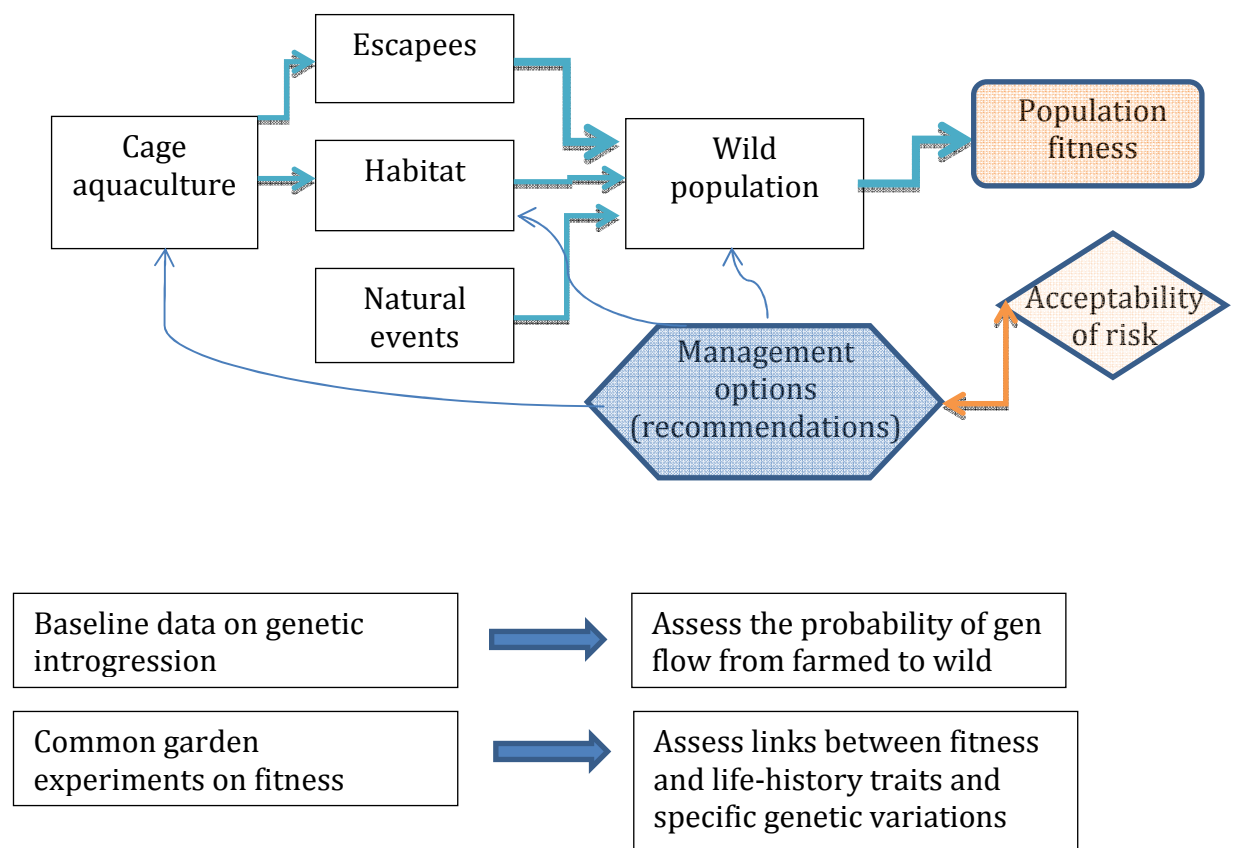 Escapees
Cage
aquaculture
Habitat
Natural
events
Wild
population
Population
fitness
Acceptability
of risk
Management
options
(recommendations)
Baseline data on genetic
introgression
Assess the probability of gen
flow from farmed to wild
Common garden
experiments on fitness
Assess links between fitness
and life-history traits and
specific genetic variations